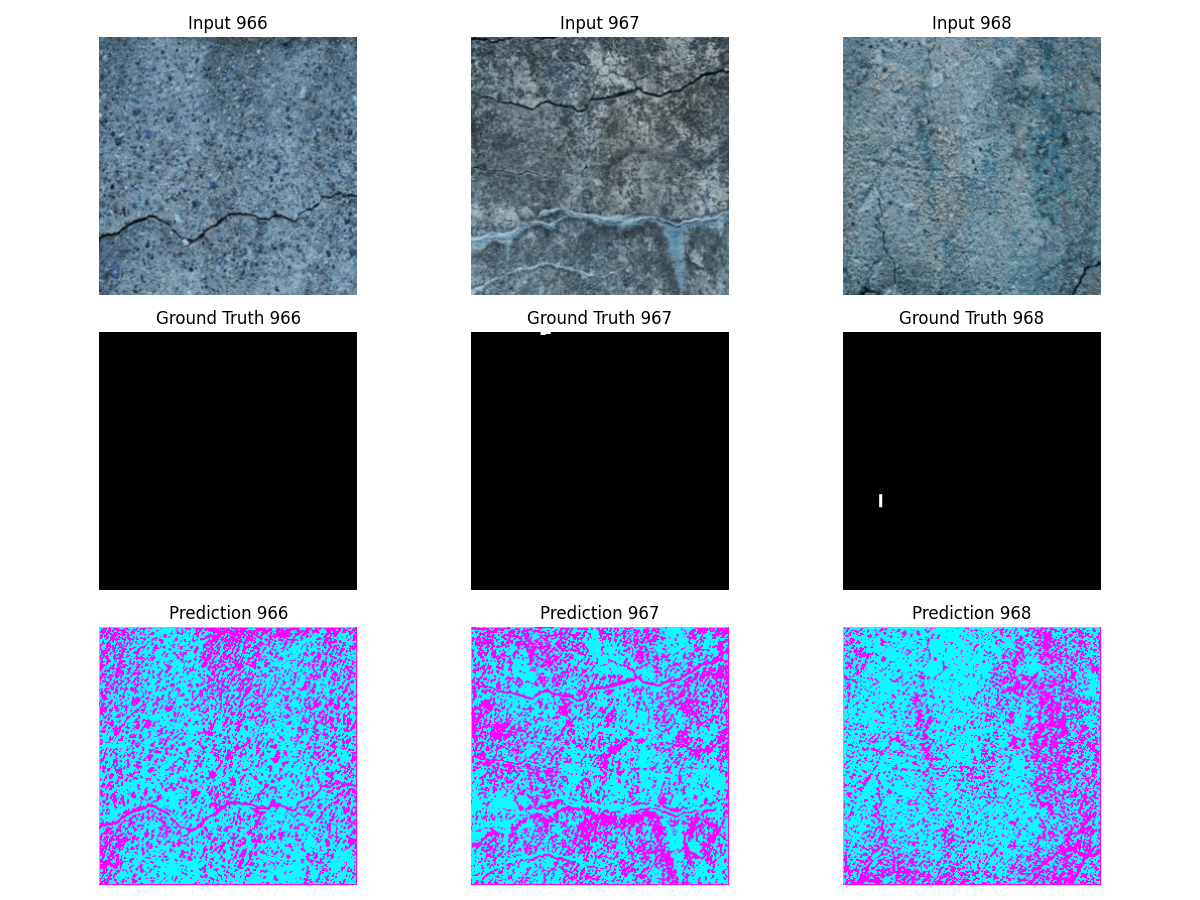 Input 966
Input 967
Input 968
Ground Truth 966
Ground Truth 967
Ground Truth 968
Prediction 966
Prediction 967
Prediction 968